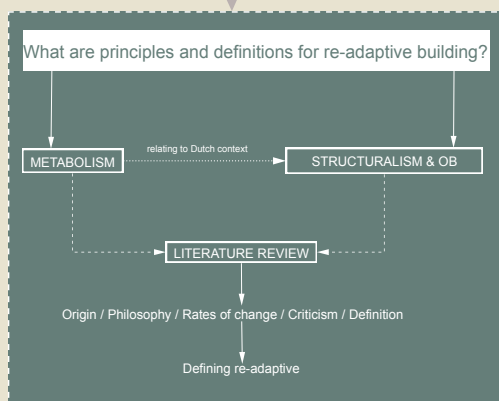 What are principles and definitions for re-adaptive building?
METABOLISM
relating to Dutch context
STRUCTURALISM & OB
LITERATURE REVIEW
Origin / Philosophy / Rates of change / Criticism / Definition
Defining re-adaptive